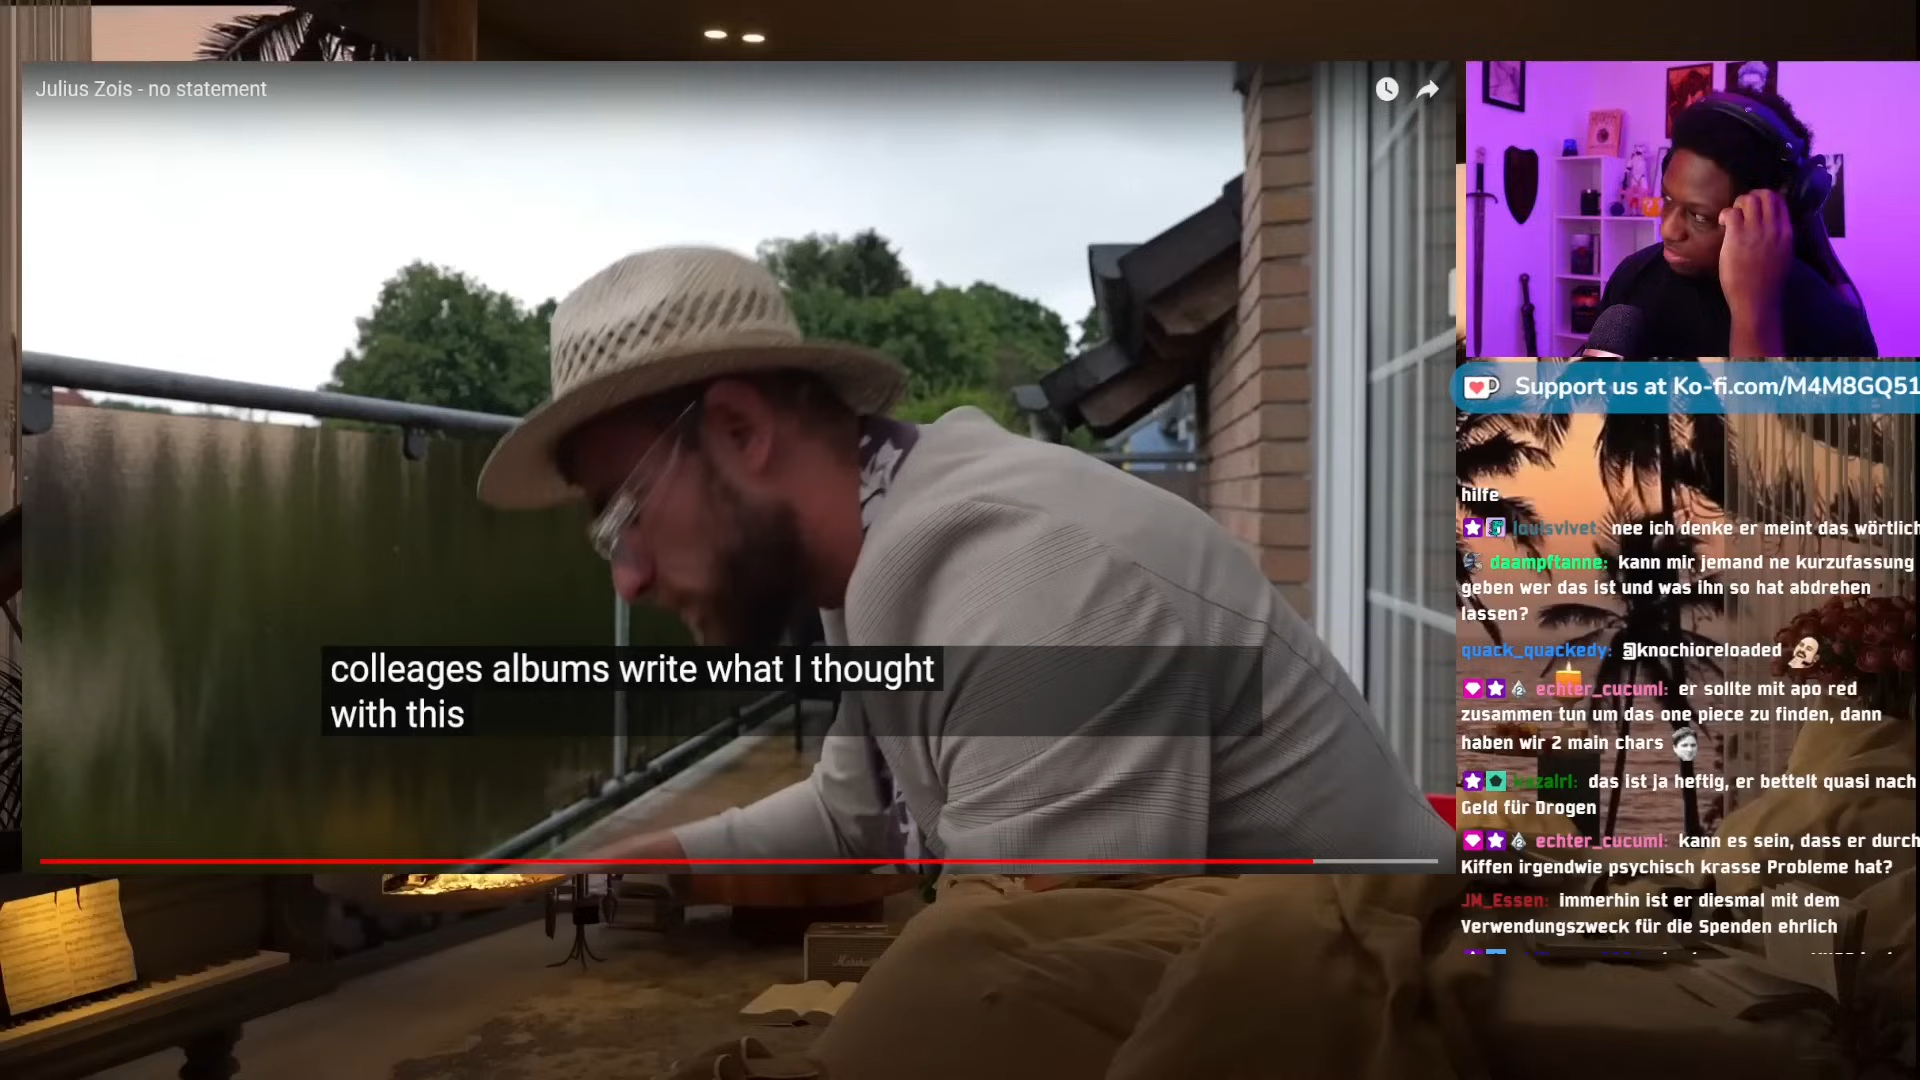 Julius Zois - no statement
colleages albums write what I thought
with this
Support us at Ko-fi.com/M4M8GQ51
hilfe
louisvivet: nee ich denke er meint das wörtlich
daampftanne: kann mir jemand ne kurzufassung
geben wer das ist und was ihn so hat abdrehen
lassen?
quack_quackedy: @knochioreloaded
echter_cucumi: er sollte mit apo red
zusammen tun um das one piece zu finden, dann
haben wir 2 main chars
das ist ja heftig, er bettelt quasi nach
Geld für Drogen
echter_cucumi: kann es sein, dass er durch
Kiffen irgendwie psychisch krasse Probleme hat?
JM_Essen: immerhin ist er diesmal mit dem
Verwendungszweck für die Spenden ehrlich
Marshall